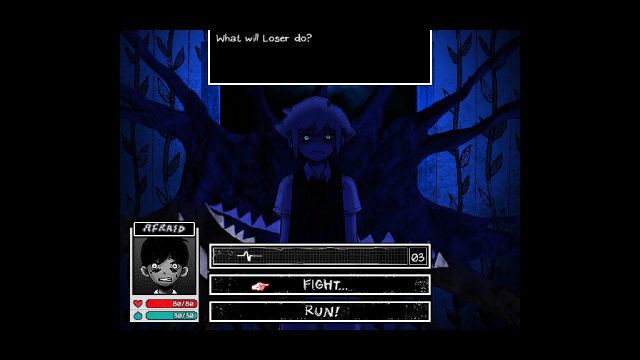 What will Loser do?
AFRAID
03
80/80
FIGHT...
30/30
RUN!